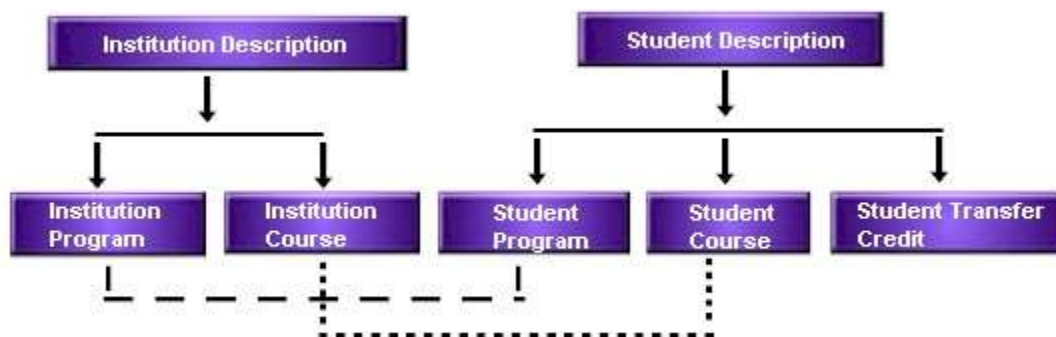 Institution Description
Student Description
Institution
Program
Institution
Course
Student
Program
Student
Course
Student Transfer
Credit